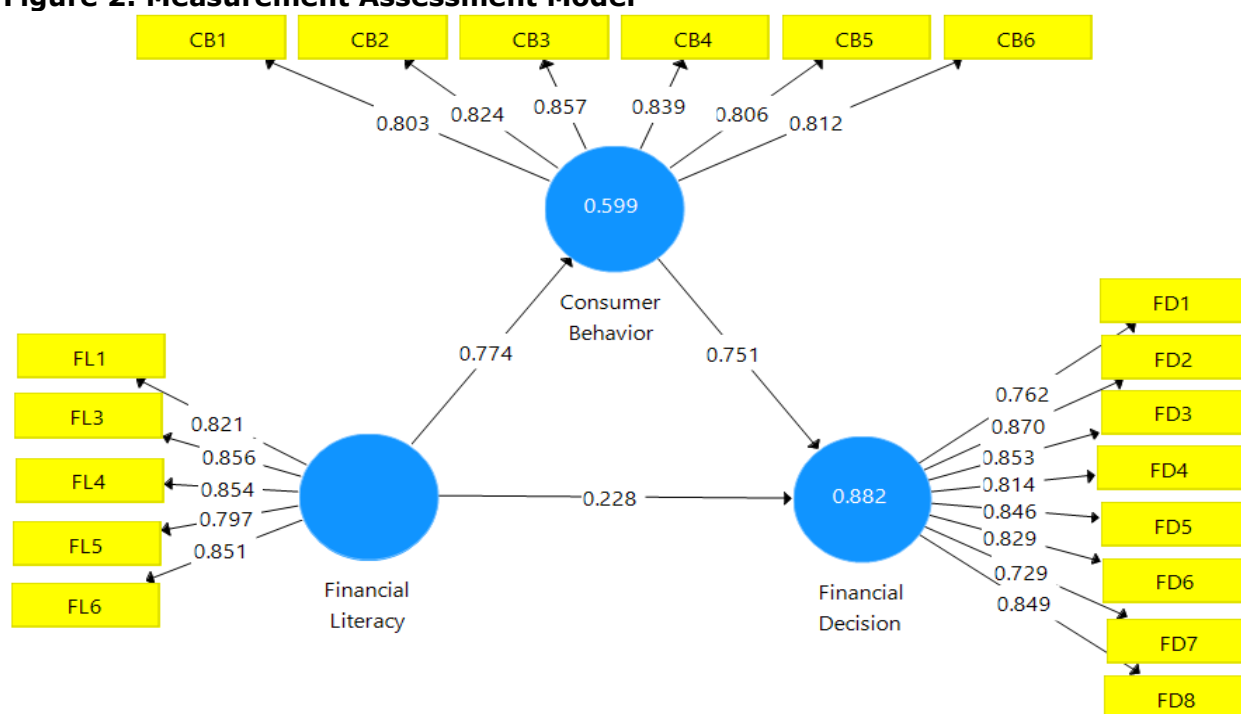 Figure 2. Measurement Assessment Model
CB1 CB2 CB3 CB4 CB5 CB6
0.803 0.824 0.857 0.839 0.806 0.812
0.599
Consumer
Behavior
0.774
0.751
FL1
FL3
FL4
FL5
FL6
0.821
0.856
0.854
0.797
0.851
Financial
Literacy
0.228
0.882
Financial
Decision
0.762
0.870
0.853
0.814
0.846
0.829
0.729
0.849
FD1
FD2
FD3
FD4
FD5
FD6
FD7
FD8